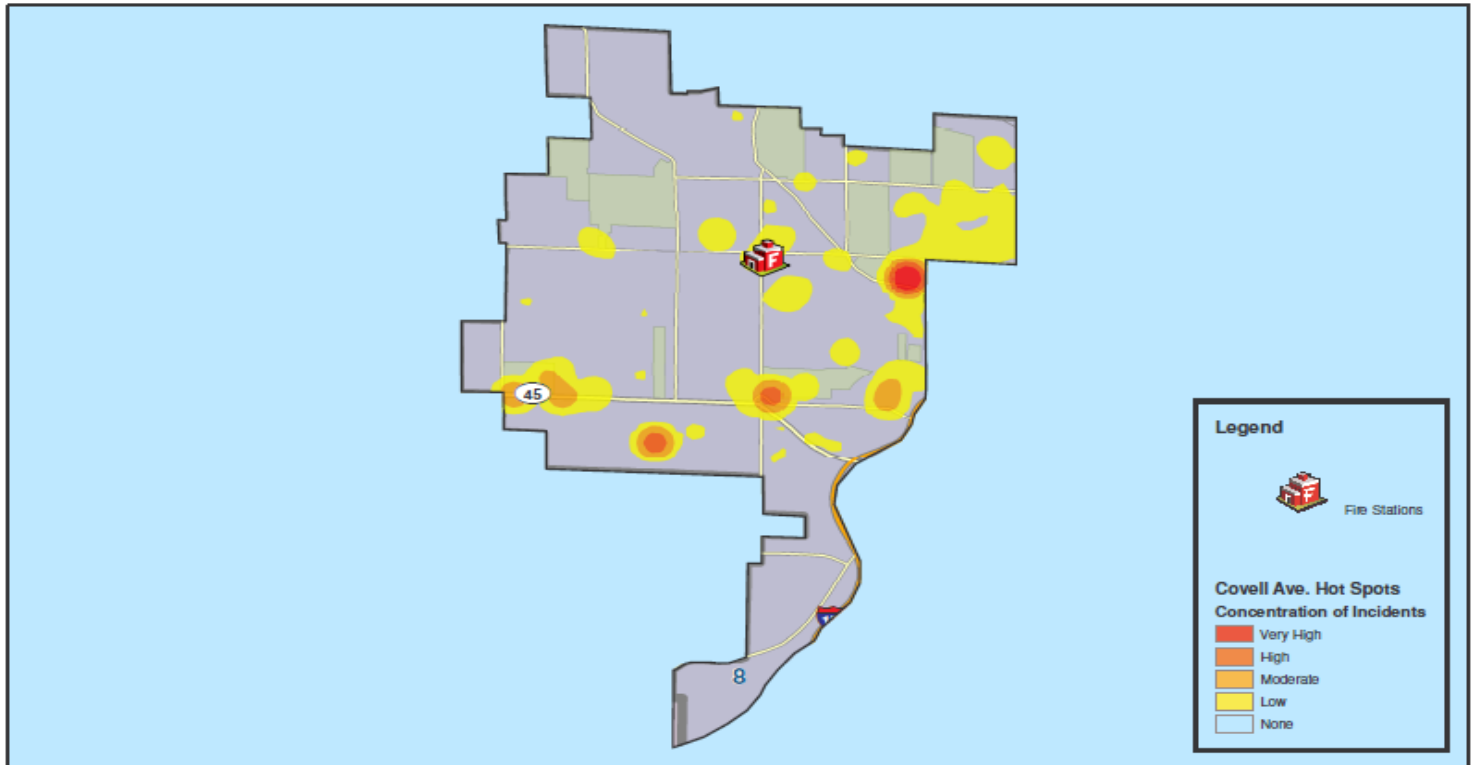 45
8
Legend
Fire Stations
Covell Ave. Hot Spots
Concentration of Incidents
Very High
High
Moderate
Low
None